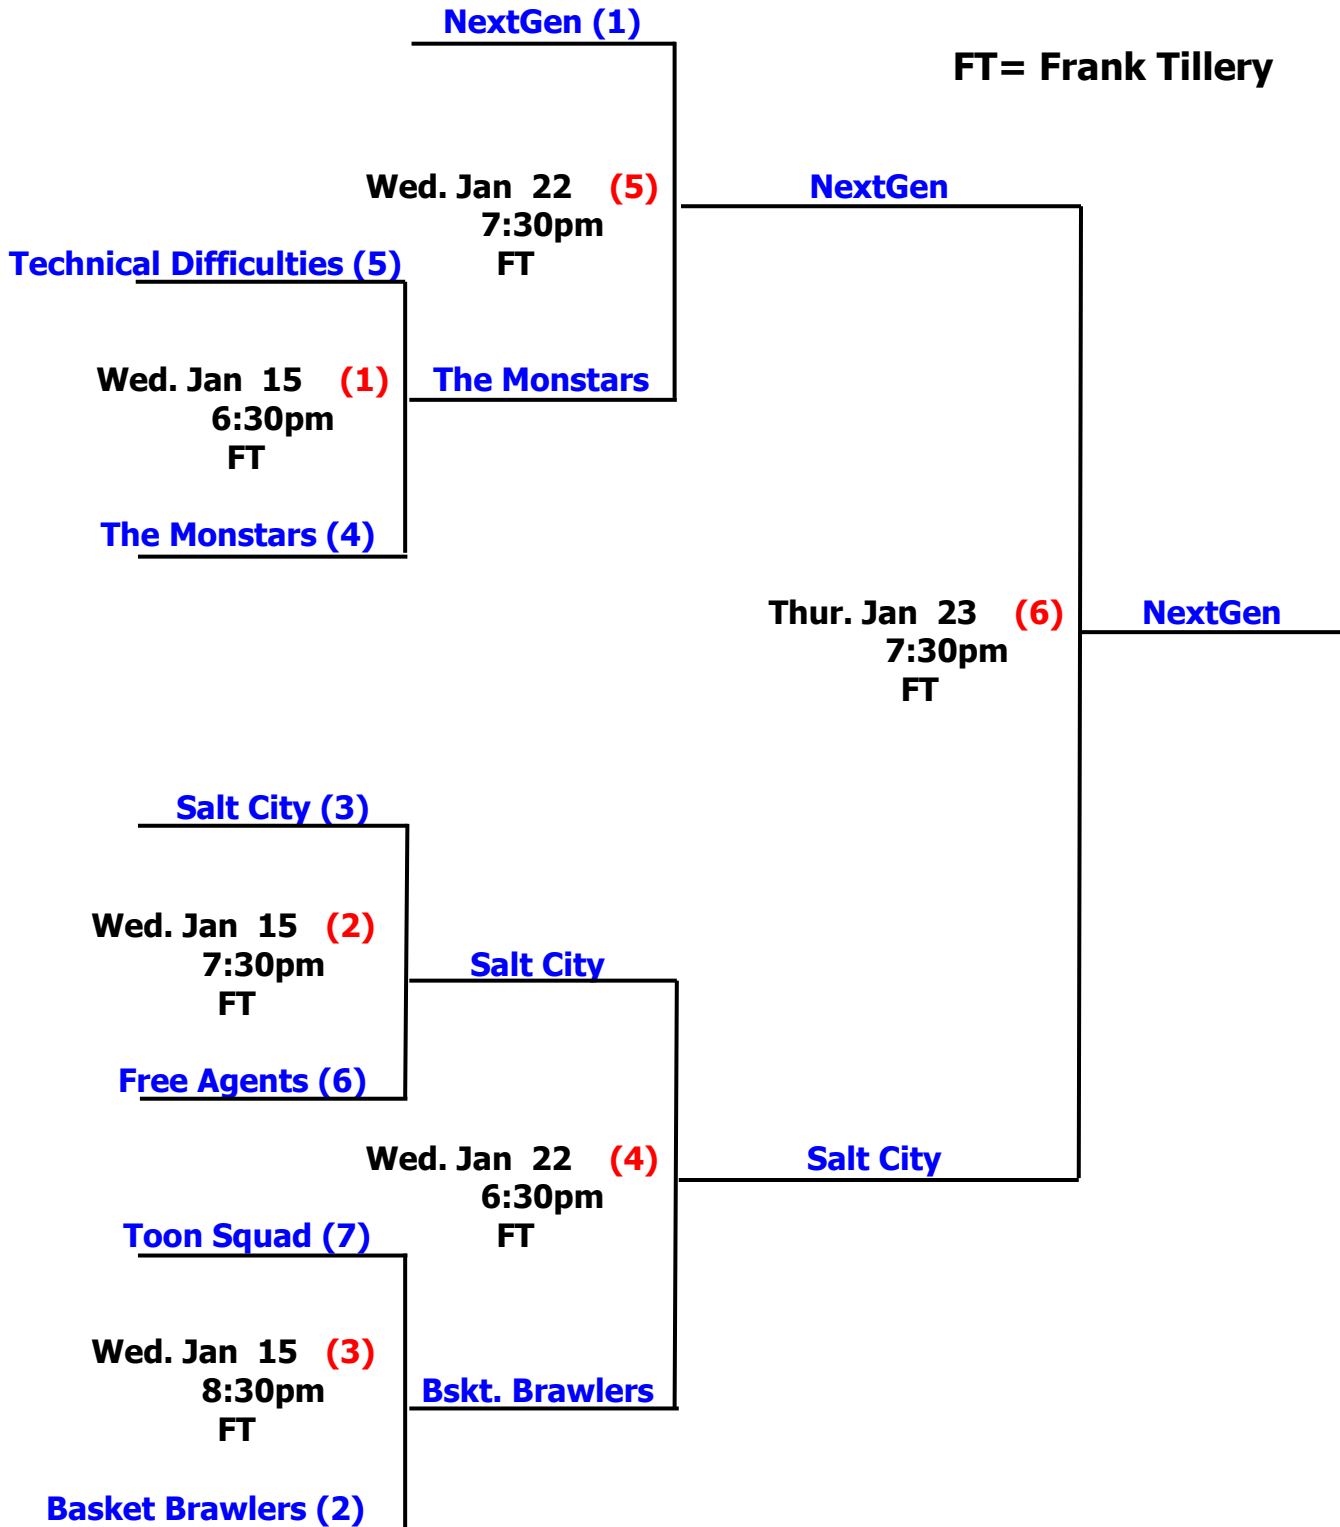 NextGen (1)
FT= Frank Tillery
Wed. Jan 22 (5)
NextGen
7:30pm
Technical Difficulties (5)
FT
Wed. Jan 15 (1)
The Monstars
6:30pm
FT
The Monstars (4)
Thur. Jan 23 (6)
NextGen
7:30pm
FT
Salt City (3)
Wed. Jan 15 (2)
7:30pm
Salt City
FT
Free Agents (6)
Wed. Jan 22 (4)
Salt City
6:30pm
Toon Squad (7)
FT
Wed. Jan 15 (3)
8:30pm
Bskt. Brawlers
FT
Basket Brawlers (2)